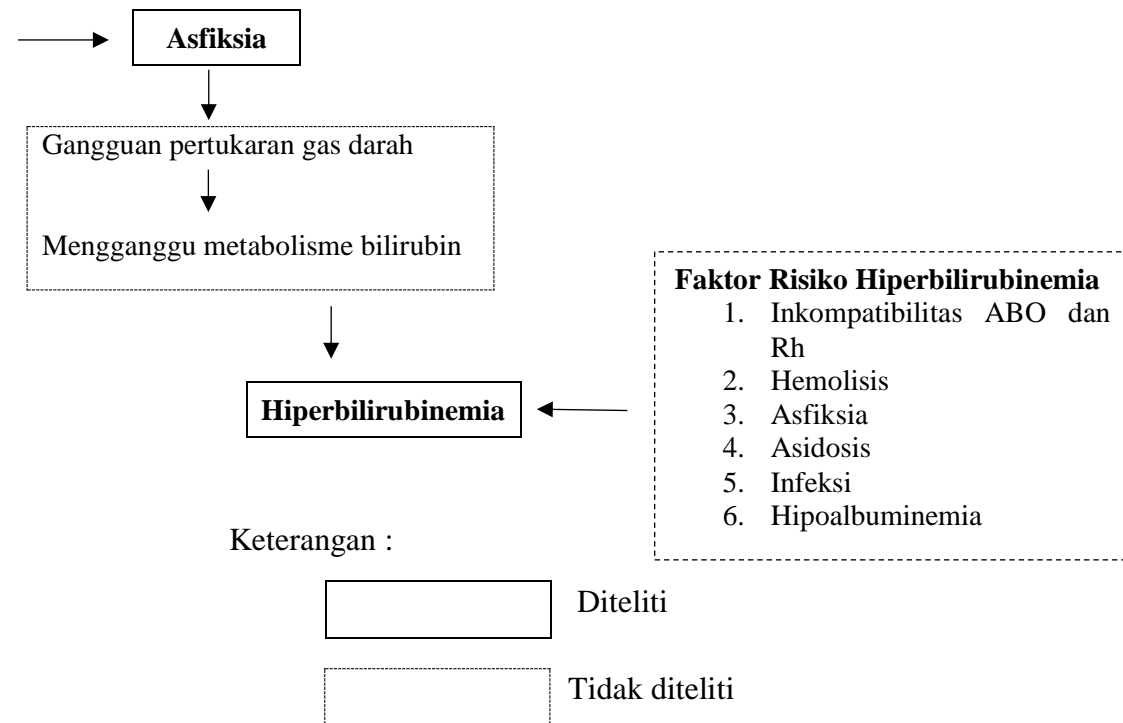 Asfiksia
Gangguan pertukaran gas darah
Mengganggu metabolisme bilirubin
Faktor Risiko Hiperbilirubinemia
1. Inkompatibilitas ABO dan
Rh
2. Hemolisis
3. Asfiksia
4. Asidosis
5. Infeksi
6. Hipoalbuminemia
Hiperbilirubinemia
Keterangan :
Diteliti
Tidak diteliti